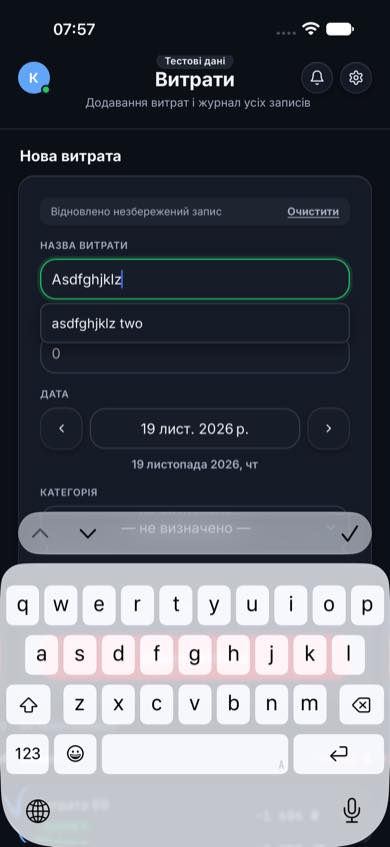 07:57
К
Тестові дані
Витрати
Додавання витрат і журнал усіх записів
Нова витрата
Відновлено незбережений запис Очистити
НАЗВА ВИТРАТИ
Asdfghjklz
asdfghjklz two
0
ДАТА
19 лист. 2026 р.
19 листопада 2026, чт
КАТЕГОРІЯ
— не визначено —
q w e r t y u i o p
a s d f g h j k l
z x c v b n m
123
A